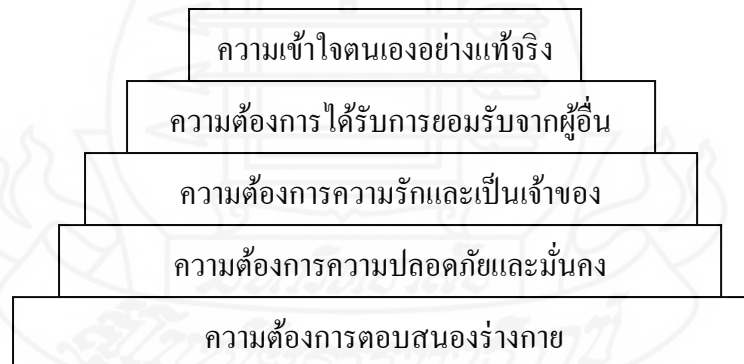 ความเข้าใจตนเองอย่างแท้จริง
ความต้องการได้รับการยอมรับจากผู้อื่น
ความต้องการความรักและเป็นเจ้าของ
ความต้องการความปลอดภัยและมั่นคง
ความต้องการตอบสนองร่างกาย